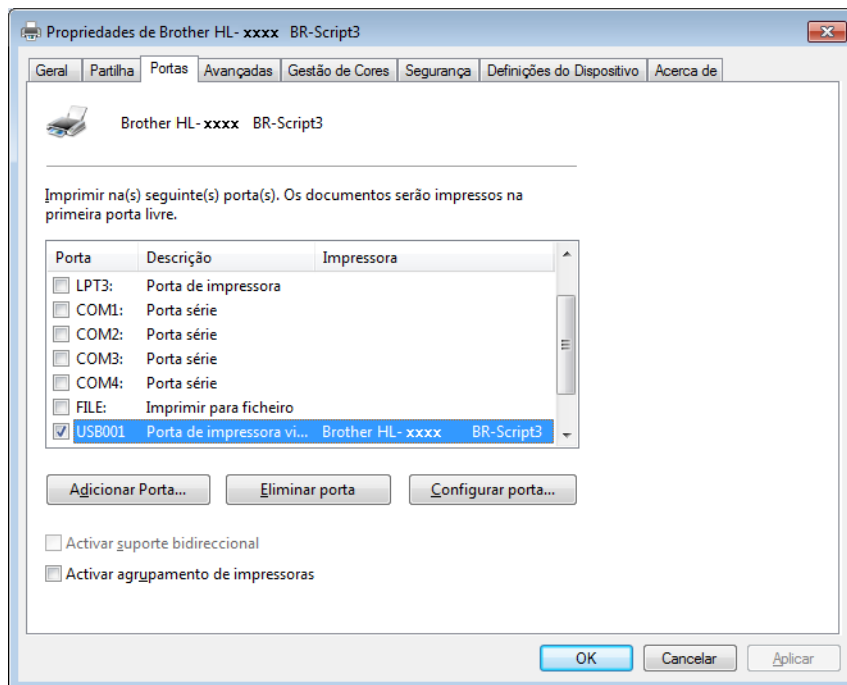 Propriedades de Brother HL- xxxx BR-Script3
Geral Partilha Portas Avançadas Gestão de Cores Segurança Definições do Dispositivo Acerca de
Brother HL- xxxx BR-Script3
Imprimir na(s) seguinte(s) porta(s). Os documentos serão impressos na
primeira porta livre.
Porta Descrição Impressora
LPT3: Porta de impressora
COM1: Porta série
COM2: Porta série
COM3: Porta série
COM4: Porta série
FILE: Imprimir para ficheiro
USB001 Porta de impressora vi... Brother HL- xxxx BR-Script3
Adicionar Porta... Eliminar porta Configurar porta...
Activar suporte bidireccional
Activar agrupamento de impressoras
OK Cancelar Aplicar